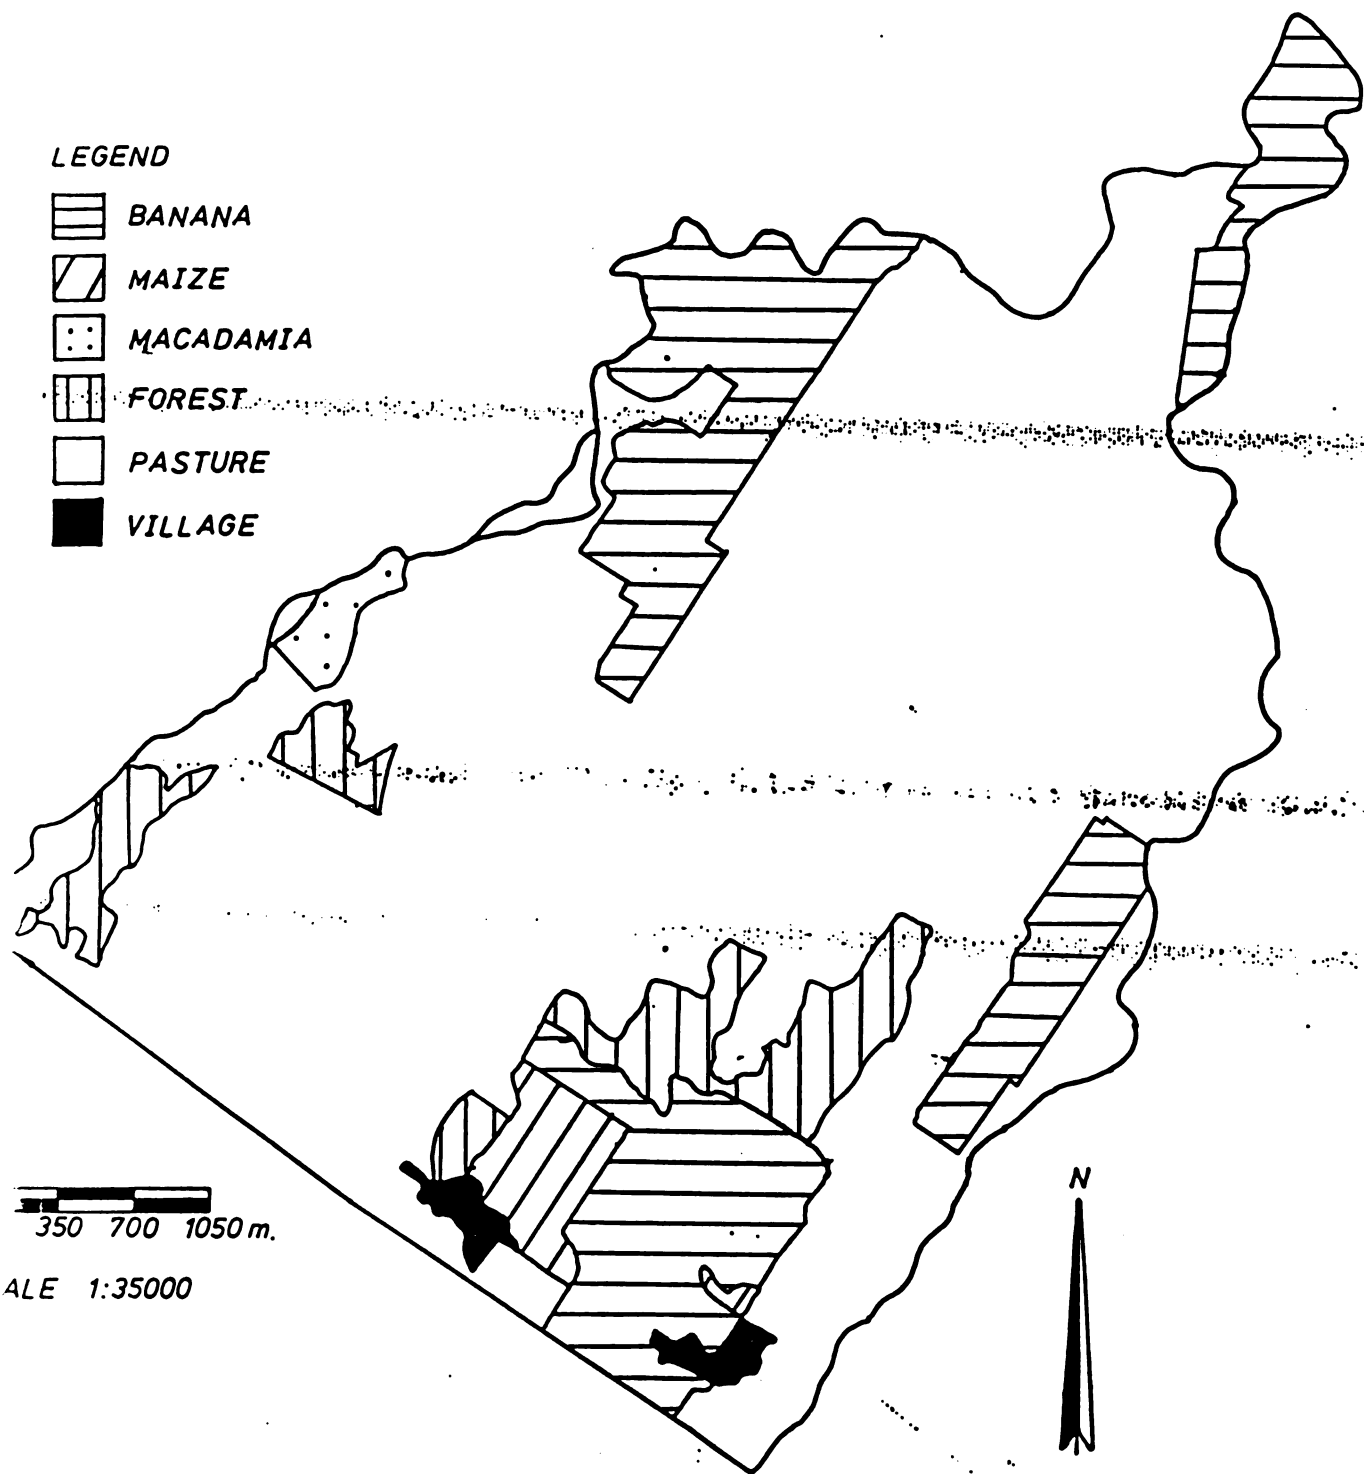 LEGEND
BANANA
MAIZE
MACADAMIA
FOREST
PASTURE
VILLAGE
350 700 1050 m.
ALE 1:35000
N